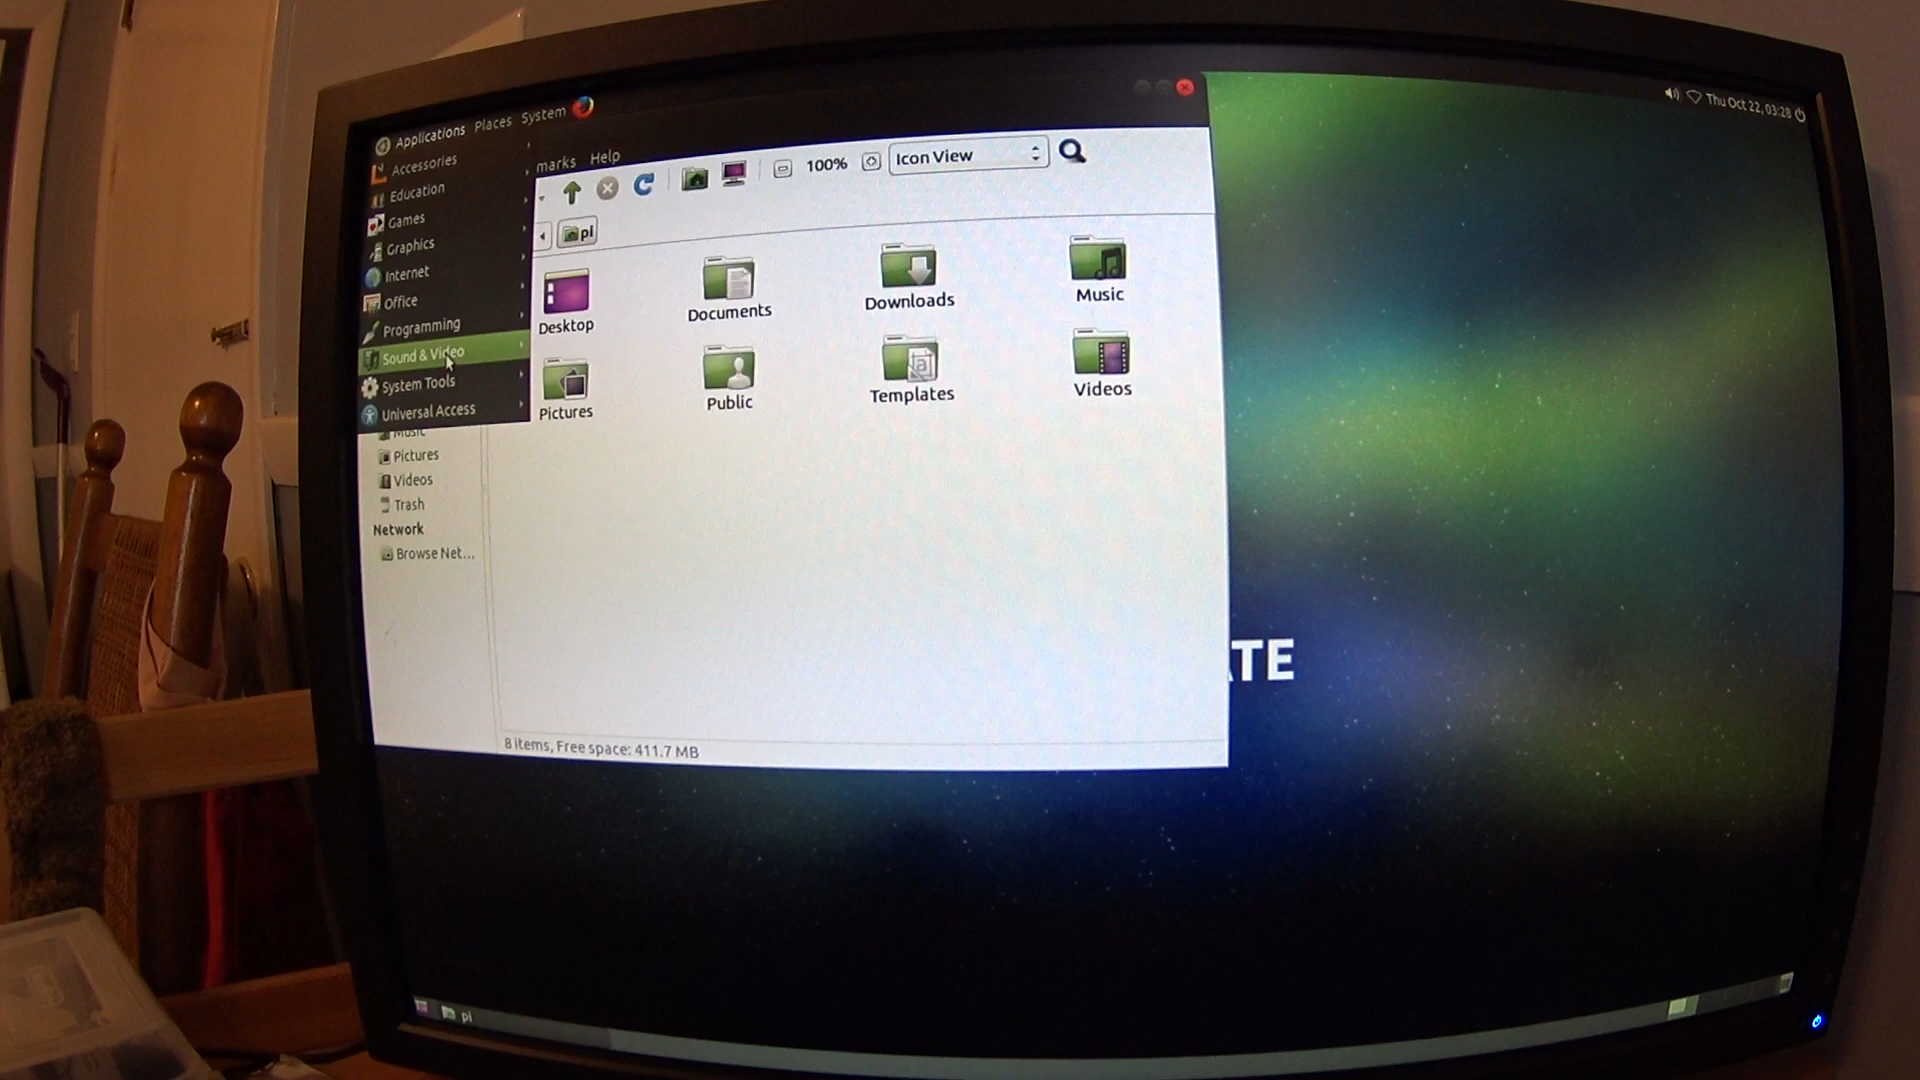 Applications Places System
Thu Oct 22, 03:28
Accessories
Education
Games
Graphics
Internet
Office
Programming
Sound & Video
System Tools
Universal Access
marks Help
100% Icon View
pi
Desktop
Documents
Downloads
Music
Pictures
Public
Templates
Videos
Music
Pictures
Videos
Trash
Network
Browse Net...
8 items, Free space: 411.7 MB
TE
pi